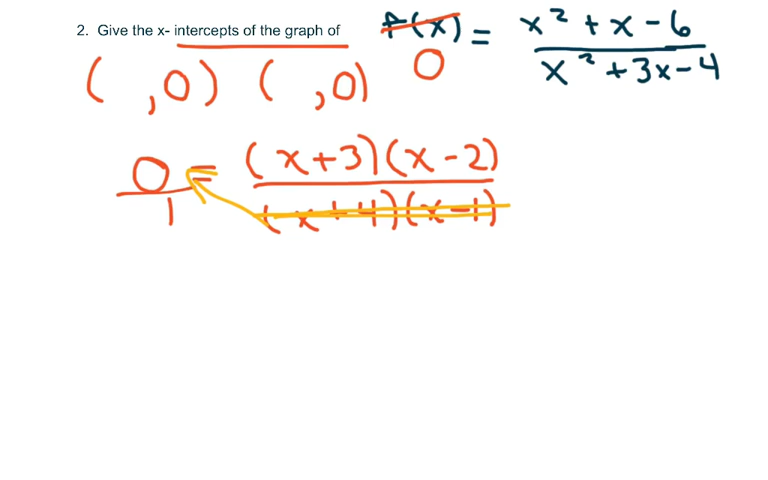 2. Give the x- intercepts of the graph of f(x) = x² + x - 6 / x² + 3x - 4
( , 0) ( , 0) 0
0/1 = (x+3)(x-2) / (x+4)(x-1)